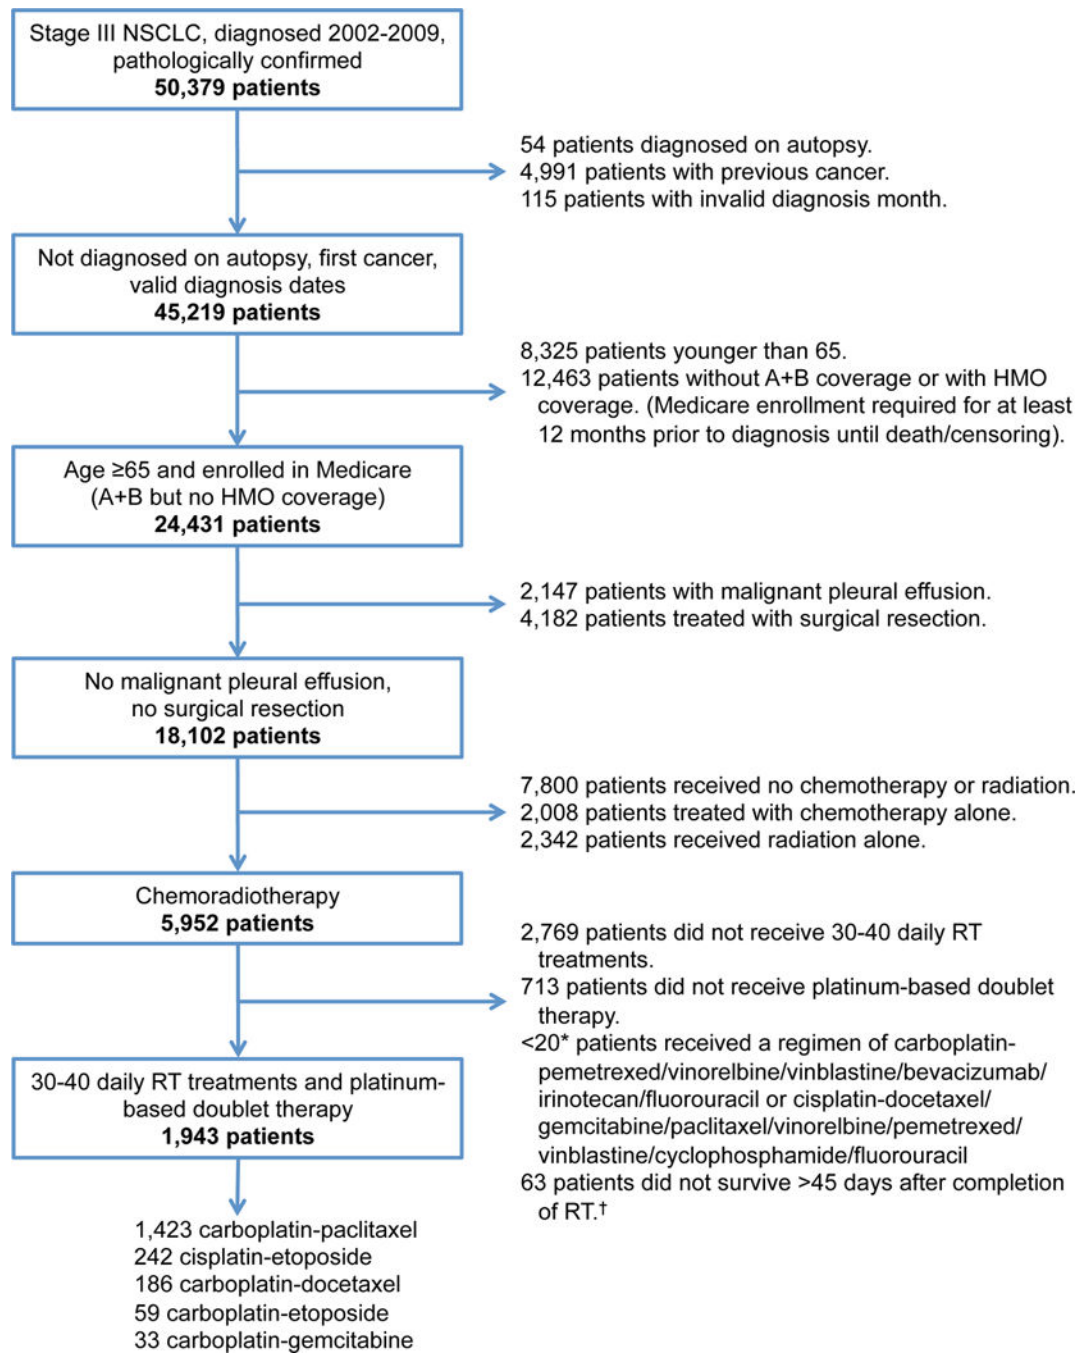 Stage III NSCLC, diagnosed 2002-2009,
pathologically confirmed
50,379 patients
54 patients diagnosed on autopsy.
4,991 patients with previous cancer.
115 patients with invalid diagnosis month.
Not diagnosed on autopsy, first cancer,
valid diagnosis dates
45,219 patients
8,325 patients younger than 65.
12,463 patients without A+B coverage or with HMO
coverage. (Medicare enrollment required for at least
12 months prior to diagnosis until death/censoring).
Age ≥65 and enrolled in Medicare
(A+B but no HMO coverage)
24,431 patients
2,147 patients with malignant pleural effusion.
4,182 patients treated with surgical resection.
No malignant pleural effusion,
no surgical resection
18,102 patients
7,800 patients received no chemotherapy or radiation.
2,008 patients treated with chemotherapy alone.
2,342 patients received radiation alone.
Chemoradiotherapy
5,952 patients
2,769 patients did not receive 30-40 daily RT
treatments.
713 patients did not receive platinum-based doublet
therapy.
<20* patients received a regimen of carboplatin-
pemetrexed/vinorelbine/vinblastine/bevacizumab/
irinotecan/fluorouracil or cisplatin-docetaxel/
gemcitabine/paclitaxel/vinorelbine/pemetrexed/
vinblastine/cyclophosphamide/fluorouracil
63 patients did not survive >45 days after completion
of RT.†
30-40 daily RT treatments and platinum-
based doublet therapy
1,943 patients
1,423 carboplatin-paclitaxel
242 cisplatin-etoposide
186 carboplatin-docetaxel
59 carboplatin-etoposide
33 carboplatin-gemcitabine